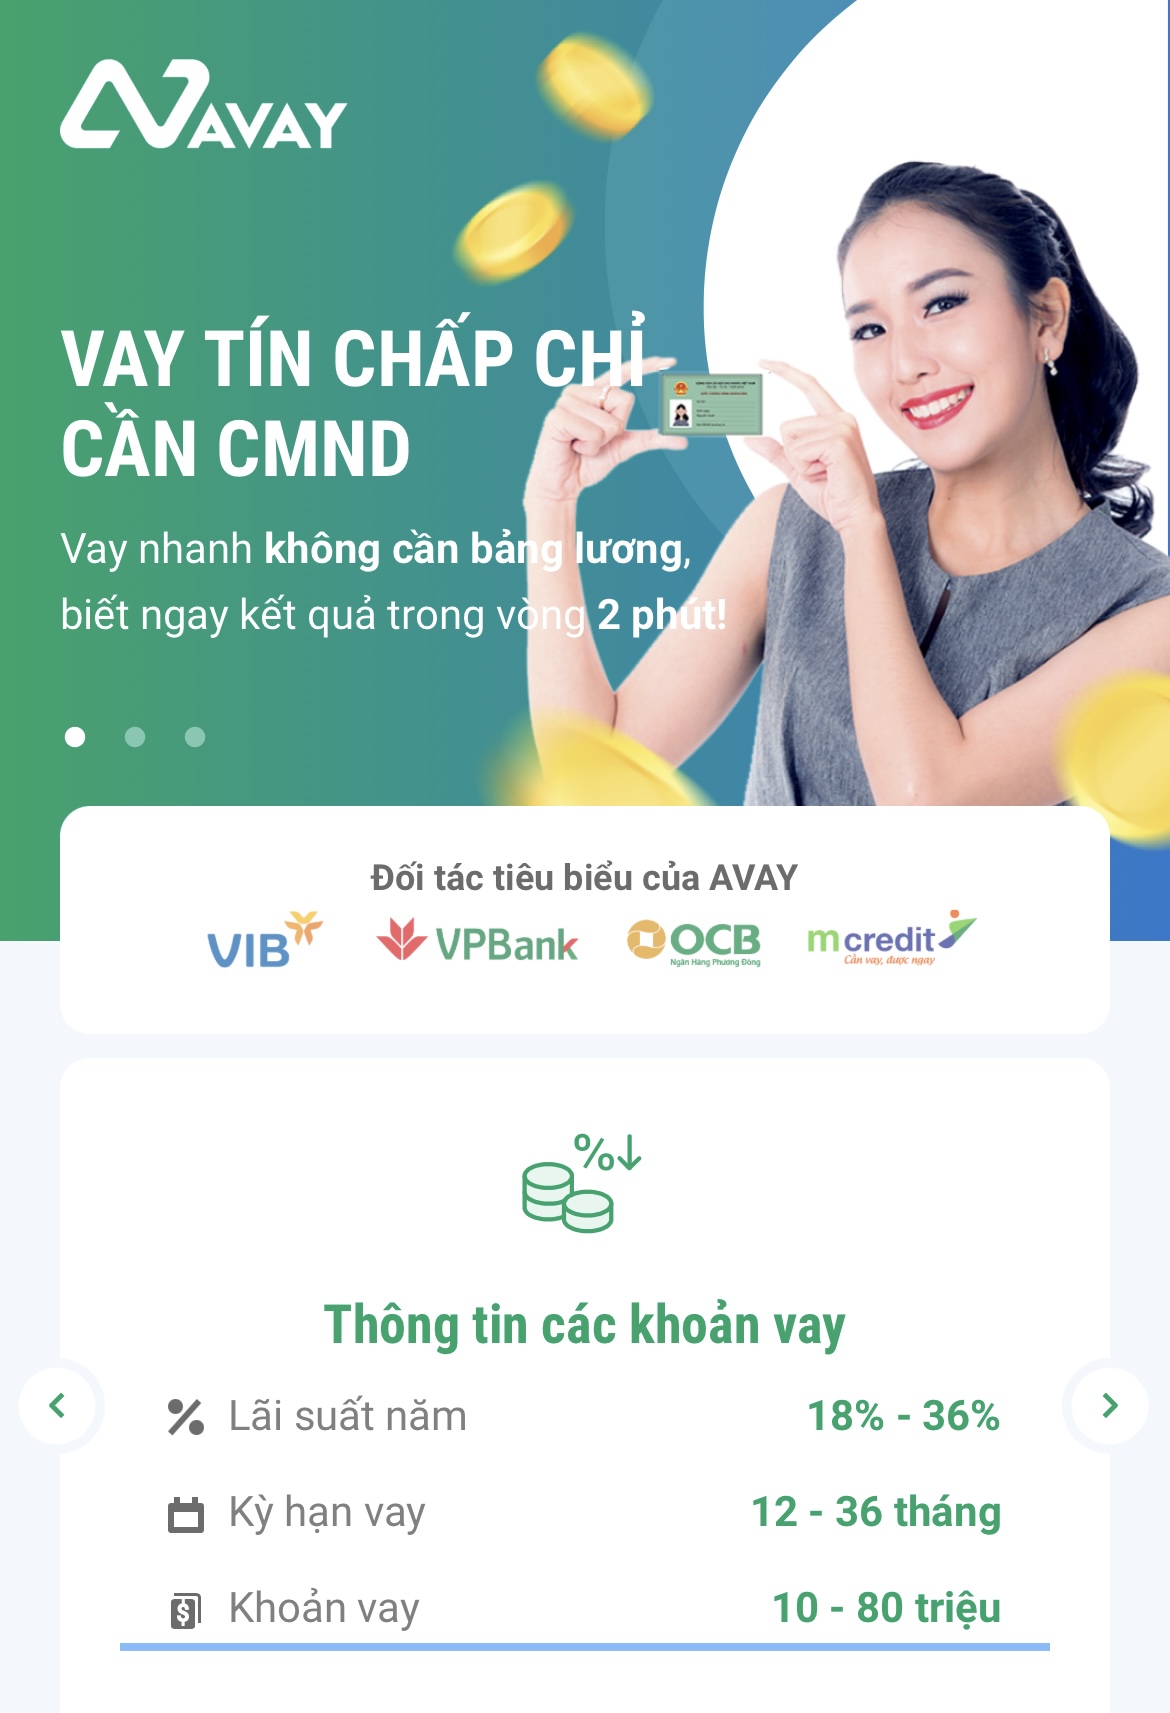 AVAY
VAY TÍN CHẤP CHỈ
CẦN CMND
Vay nhanh không cần bảng lương,
biết ngay kết quả trong vòng 2 phút!
Đối tác tiêu biểu của AVAY
VIB VPBank OCB mcredit
Ngân Hàng Phương Đông Cần vay, được ngay
Thông tin các khoản vay
Lãi suất năm 18% - 36%
Kỳ hạn vay 12 - 36 tháng
Khoản vay 10 - 80 triệu